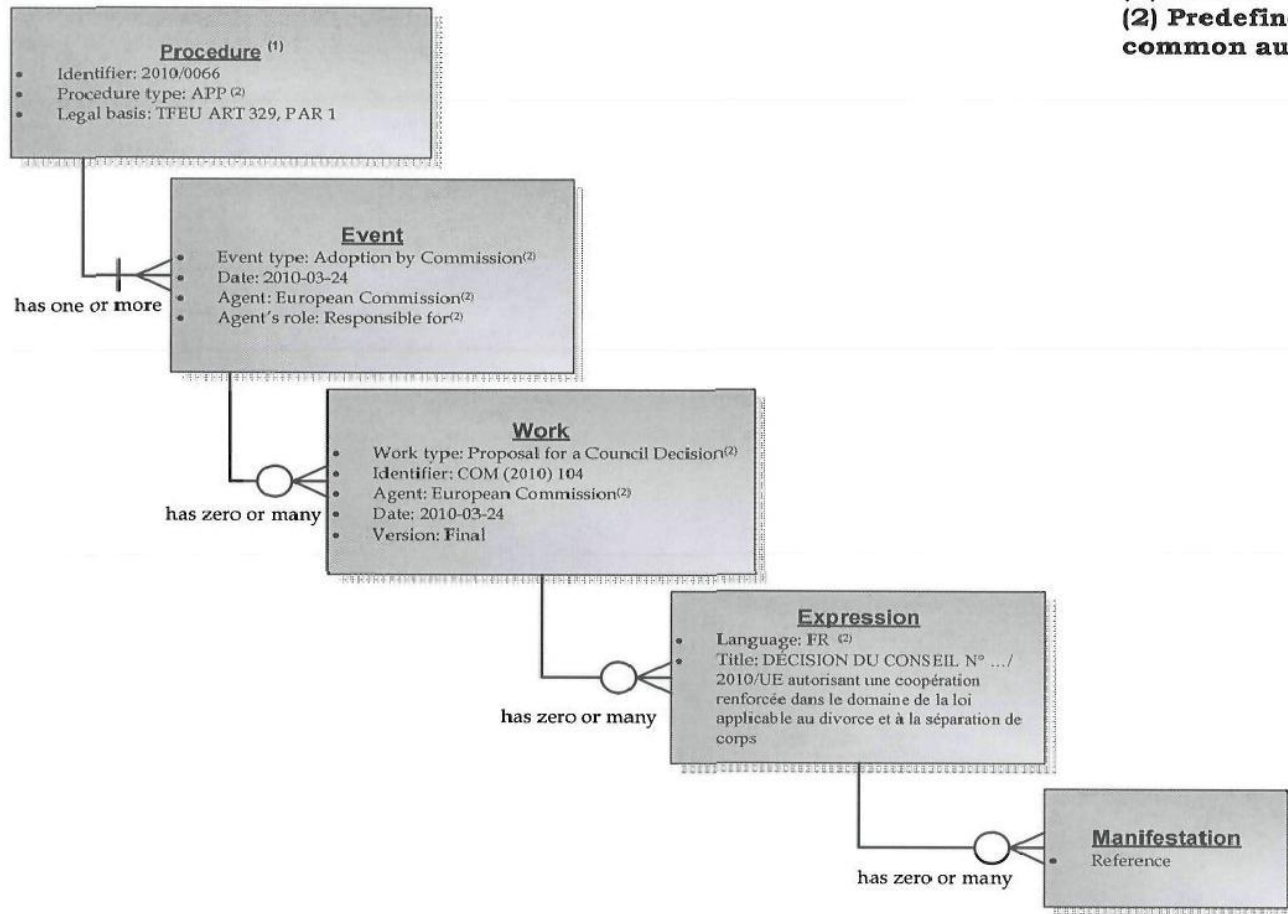 (2) Predefin
common au
Procedure (1)
• Identifier: 2010/0066
• Procedure type: APP (2)
• Legal basis: TFEU ART 329, PAR 1
has one or more
Event
• Event type: Adoption by Commission(2)
• Date: 2010-03-24
• Agent: European Commission(2)
• Agent's role: Responsible for(2)
has zero or many
Work
• Work type: Proposal for a Council Decision(2)
• Identifier: COM (2010) 104
• Agent: European Commission(2)
• Date: 2010-03-24
• Version: Final
has zero or many
Expression
• Language: FR (2)
• Title: DÉCISION DU CONSEIL N° .../
2010/UE autorisant une coopération
renforcée dans le domaine de la loi
applicable au divorce et à la séparation de
corps
has zero or many
Manifestation
• Reference